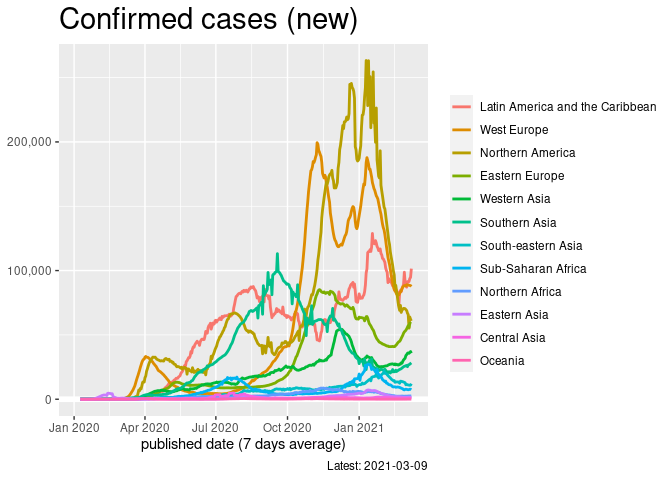 Confirmed cases (new)
200,000
100,000
0
Jan 2020
Apr 2020
Jul 2020
Oct 2020
Jan 2021
published date (7 days average)
Latest: 2021-03-09
Latin America and the Caribbean
West Europe
Northern America
Eastern Europe
Western Asia
Southern Asia
South-eastern Asia
Sub-Saharan Africa
Northern Africa
Eastern Asia
Central Asia
Oceania